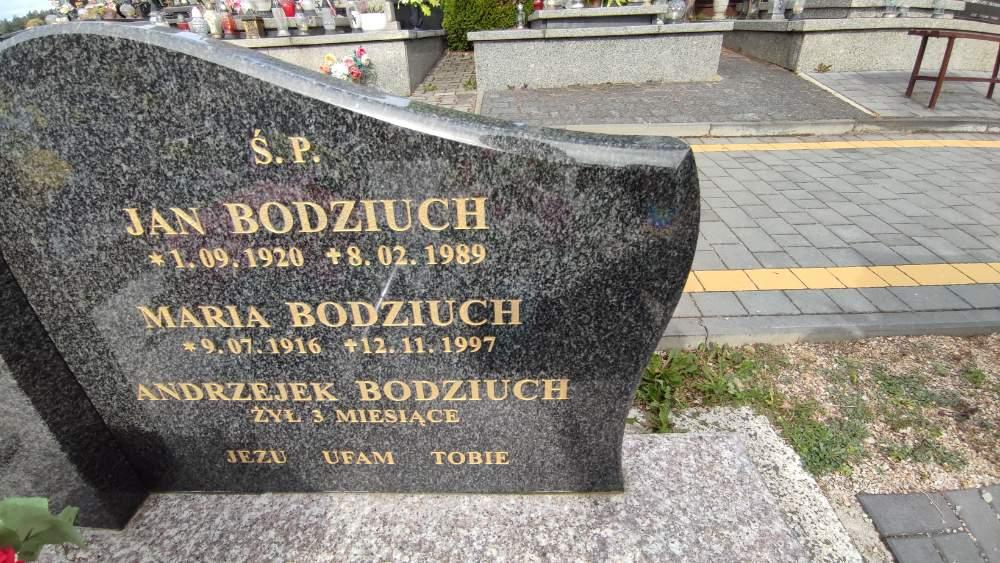 Ś. P.
JAN BODZIUCH
*1.09.1920 +8.02.1989
MARIA BODZIUCH
*9.07.1916 +12.11.1997
ANDRZEJEK BODZIUCH
ŻYŁ 3 MIESIĄCE
JEZU UFAM TOBIE